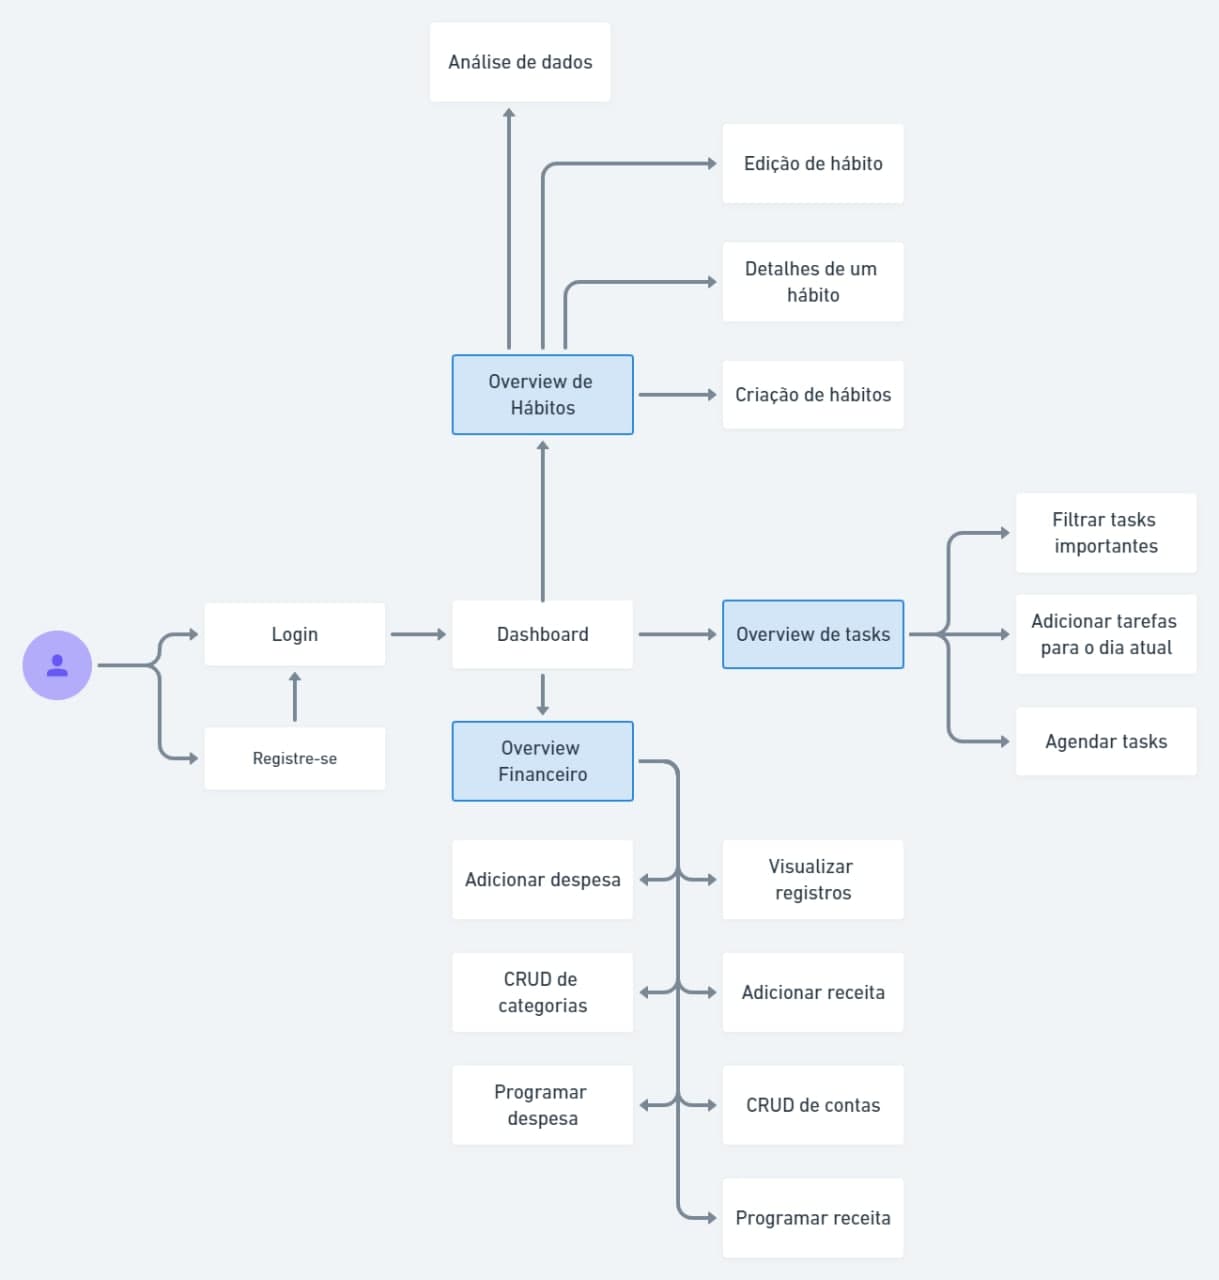 Análise de dados
Edição de hábito
Detalhes de um
hábito
Overview de
Hábitos
Criação de hábitos
Filtrar tasks
importantes
Login
Dashboard
Overview de tasks
Adicionar tarefas
para o dia atual
Registre-se
Overview
Financeiro
Agendar tasks
Adicionar despesa
Visualizar
registros
CRUD de
categorias
Adicionar receita
Programar
despesa
CRUD de contas
Programar receita